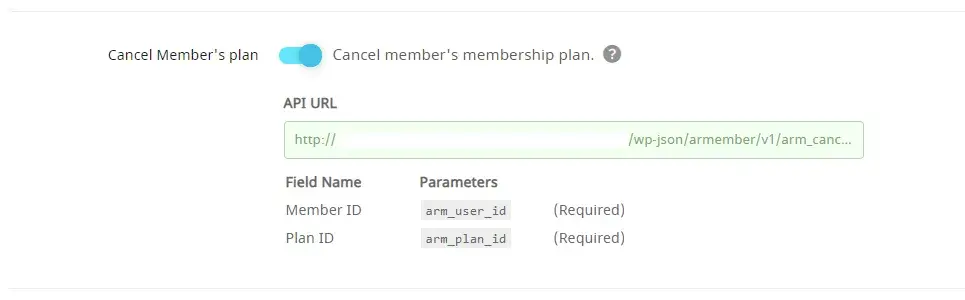 Cancel Member's plan Cancel member's membership plan. ?
API URL
http:// /wp-json/armember/v1/arm_canc...
Field Name Parameters
Member ID arm_user_id (Required)
Plan ID arm_plan_id (Required)